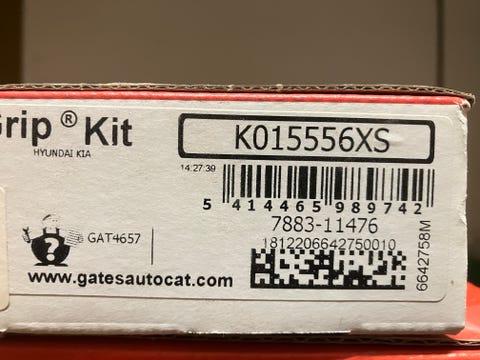 Grip® Kit
HYUNDAI KIA
K015556XS
14:27:39
5 414465 989742
7883-11476
1812206642750010
6642758M
GAT4657
www.gatesautocat.com